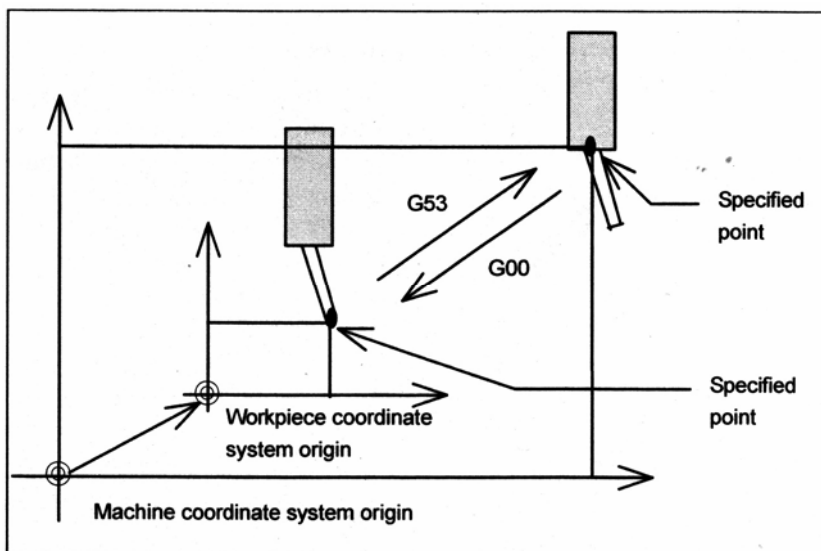 G53
G00
Specified
point
Specified
point
Workpiece coordinate
system origin
Machine coordinate system origin